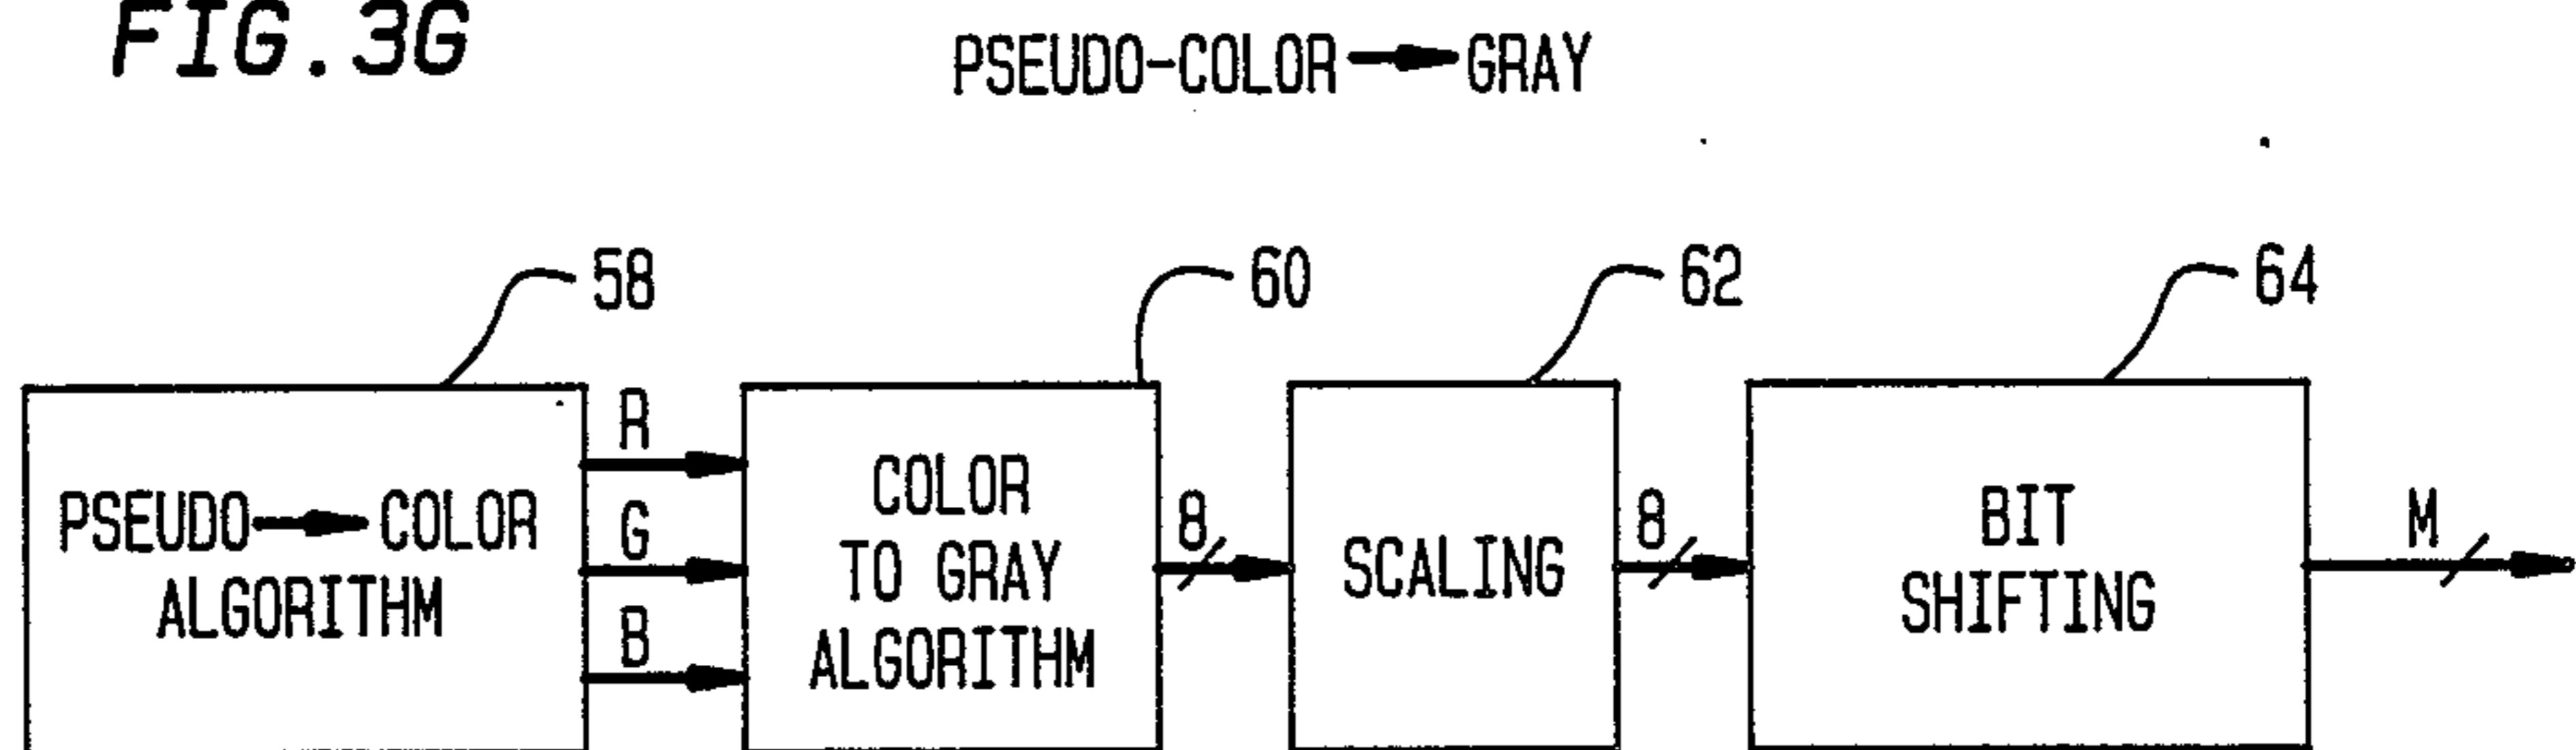 FIG. 3G
PSEUDO-COLOR → GRAY
58
60
62
64
PSEUDO → COLOR
ALGORITHM
R
G
B
COLOR
TO GRAY
ALGORITHM
8
SCALING
8
BIT
SHIFTING
M